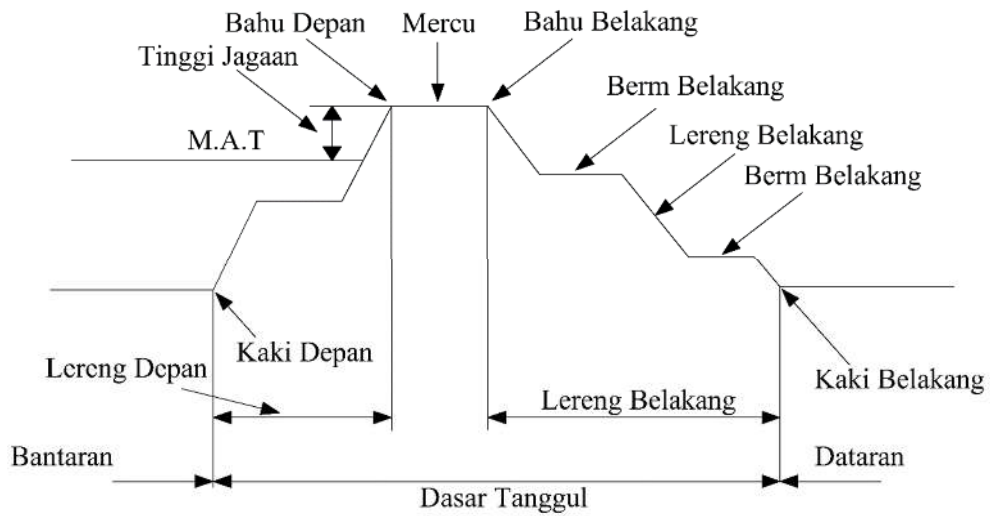 Bahu Depan
Mercu
Bahu Belakang
Tinggi Jagaan
Berm Belakang
M.A.T
Lereng Belakang
Berm Belakang
Kaki Depan
Lereng Depan
Kaki Belakang
Lereng Belakang
Bantaran
Dataran
Dasar Tanggul